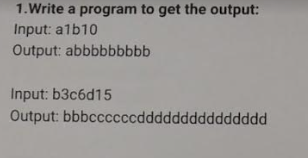 1.Write a program to get the output:
Input: a1b10
Output: abbbbbbbbbb
Input: b3c6d15
Output: bbbccccccddddddddddddddd